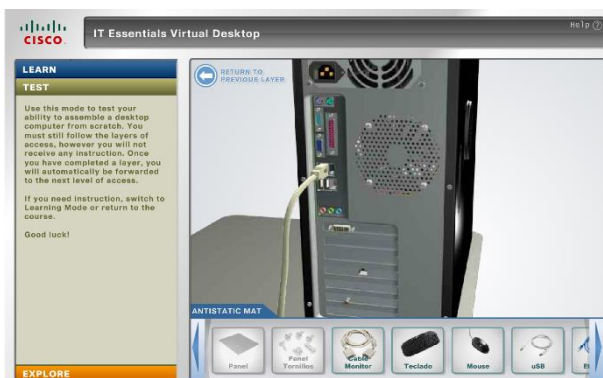 CISCO
IT Essentials Virtual Desktop
Help ?
LEARN
TEST
Use this mode to test your
ability to assemble a desktop
computer from scratch. You
must still follow the layers of
access, however you will not
receive any instruction. Once
you have completed a layer, you
will automatically be forwarded
to the next level of access.
If you need instruction, switch to
Learning Mode or return to the
course.
Good luck!
EXPLORE
RETURN TO
PREVIOUS LAYER
ANTISTATIC MAT
Panel
Panel
Tornillos
Cable
Monitor
Teclado
Mouse
uSB